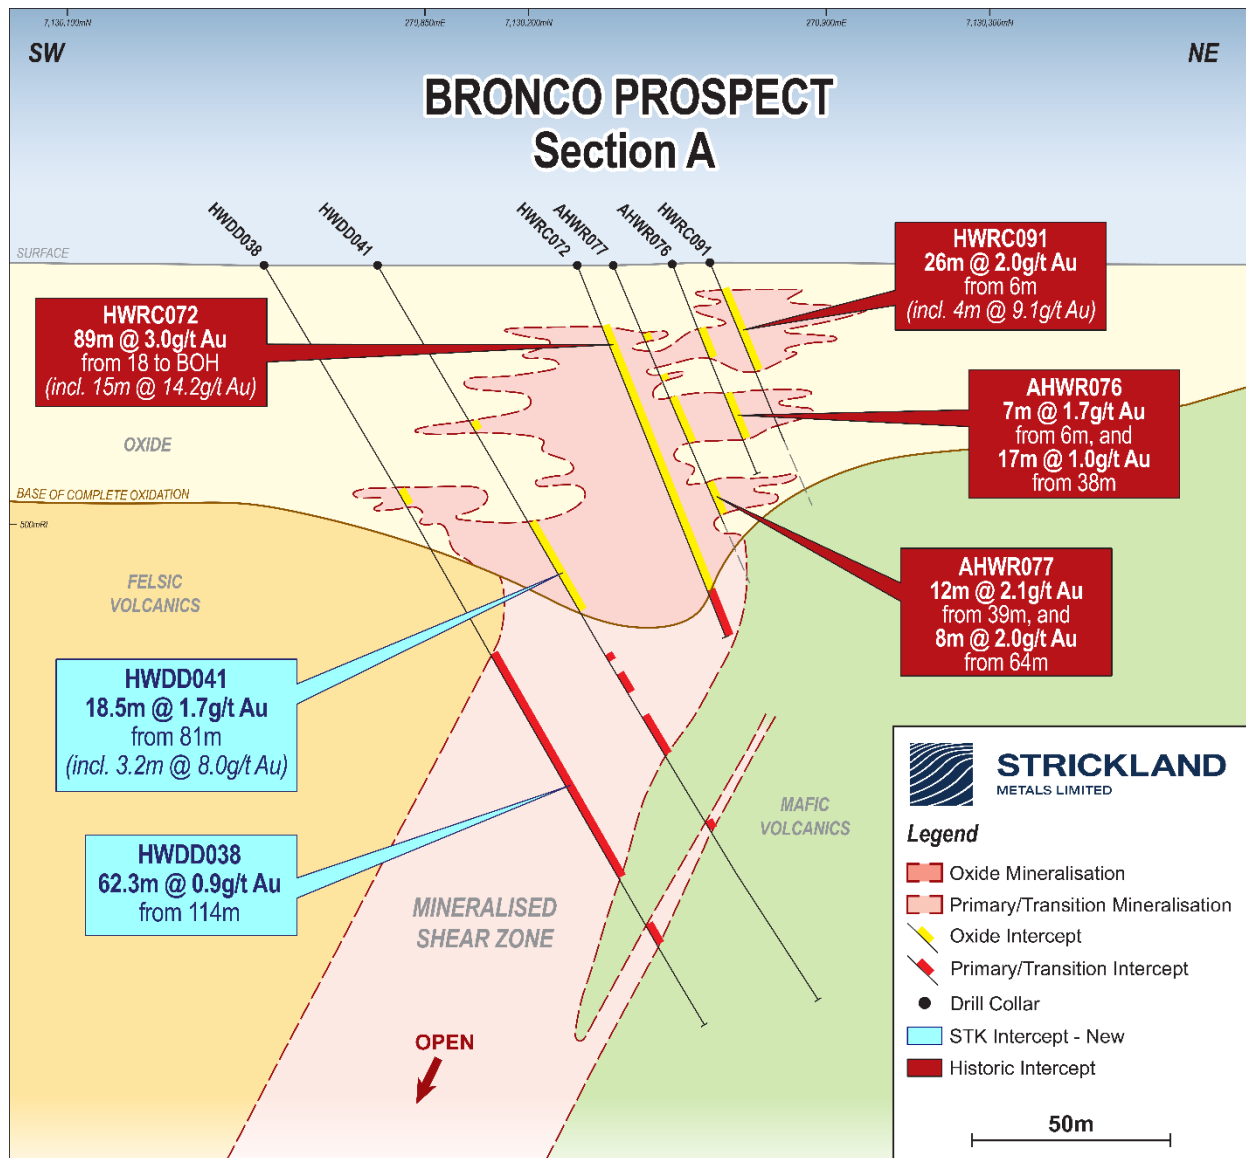 7,130,100mN
279,850mE
7,130,200mN
279,900mE
7,130,300mN
SW
NE
BRONCO PROSPECT
Section A
HWDD038
HWDD041
HWRC072
AHWR077
AHWR076
HWRC091
SURFACE
HWRC091
26m @ 2.0g/t Au
from 6m
(incl. 4m @ 9.1g/t Au)
HWRC072
89m @ 3.0g/t Au
from 18 to BOH
(incl. 15m @ 14.2g/t Au)
AHWR076
7m @ 1.7g/t Au
from 6m, and
17m @ 1.0g/t Au
from 38m
OXIDE
BASE OF COMPLETE OXIDATION
500mRl
FELSIC
VOLCANICS
AHWR077
12m @ 2.1g/t Au
from 39m, and
8m @ 2.0g/t Au
from 64m
HWDD041
18.5m @ 1.7g/t Au
from 81m
(incl. 3.2m @ 8.0g/t Au)
MAFIC
VOLCANICS
HWDD038
62.3m @ 0.9g/t Au
from 114m
MINERALISED
SHEAR ZONE
OPEN
STRICKLAND
METALS LIMITED
Legend
Oxide Mineralisation
Primary/Transition Mineralisation
Oxide Intercept
Primary/Transition Intercept
Drill Collar
STK Intercept - New
Historic Intercept
50m